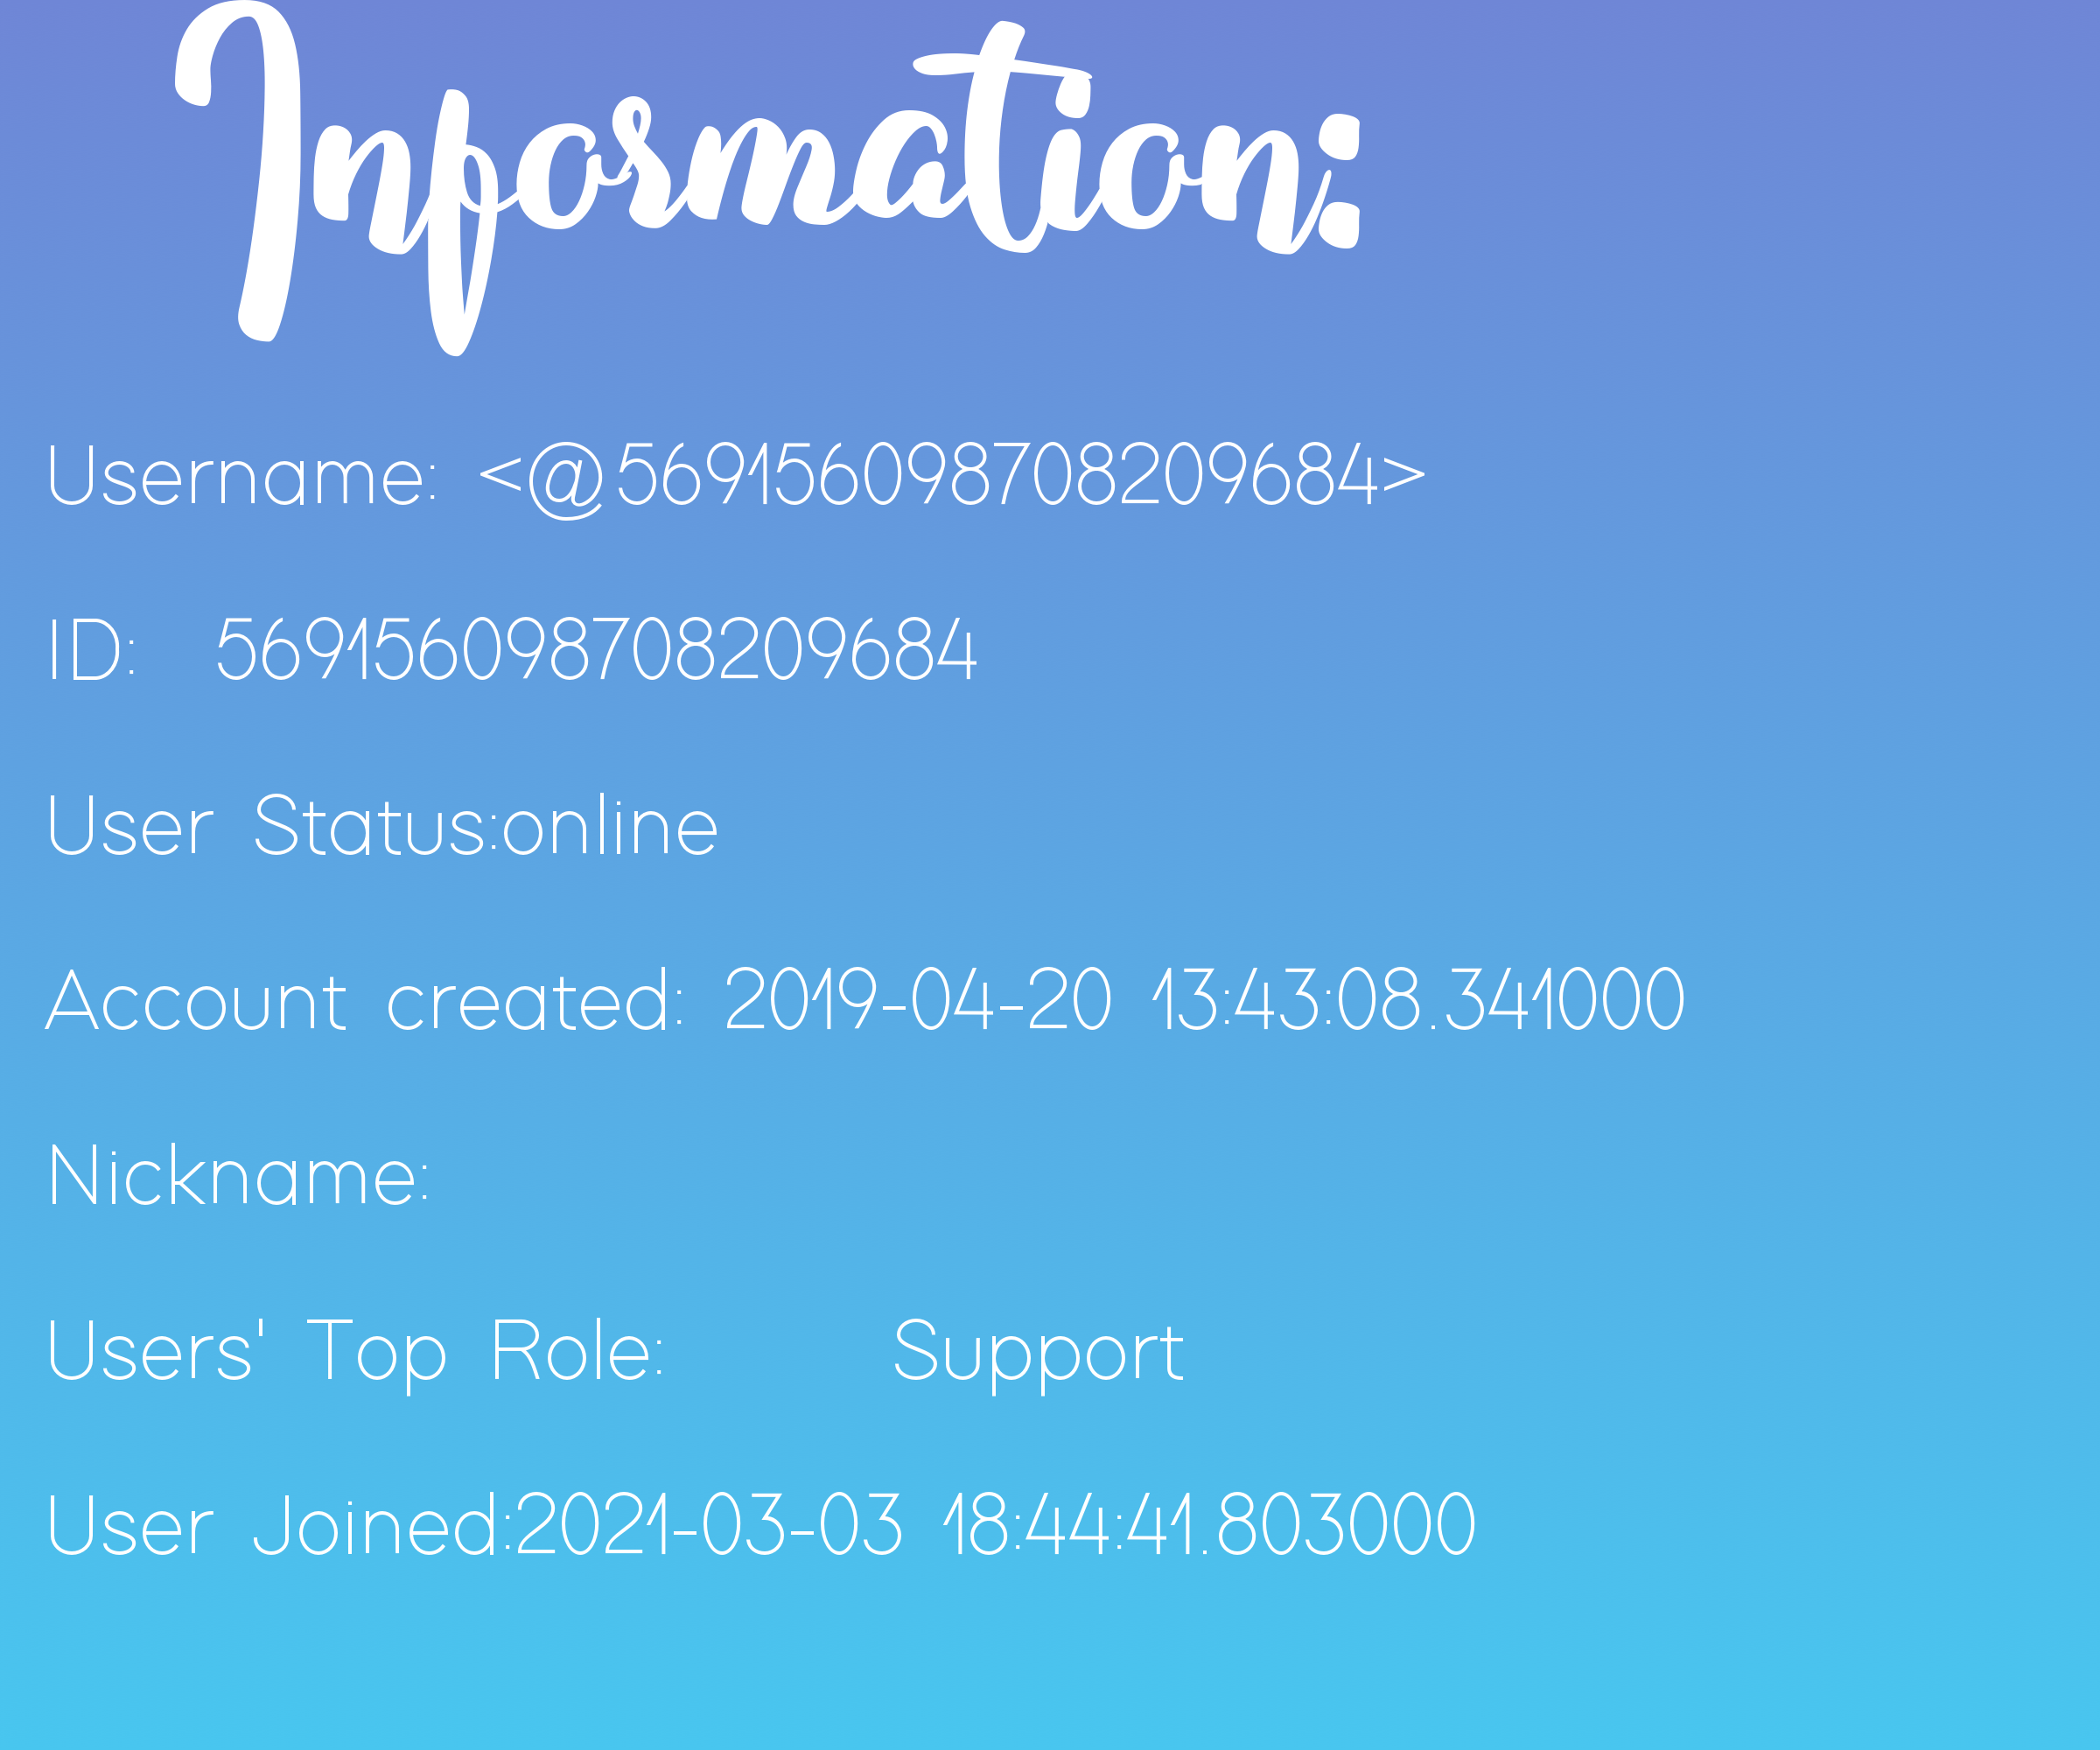 Information:
Username: <@569156098708209684>
ID: 569156098708209684
User Status:online
Account created: 2019-04-20 13:43:08.341000
Nickname:
Users' Top Role: Support
User Joined:2021-03-03 18:44:41.803000